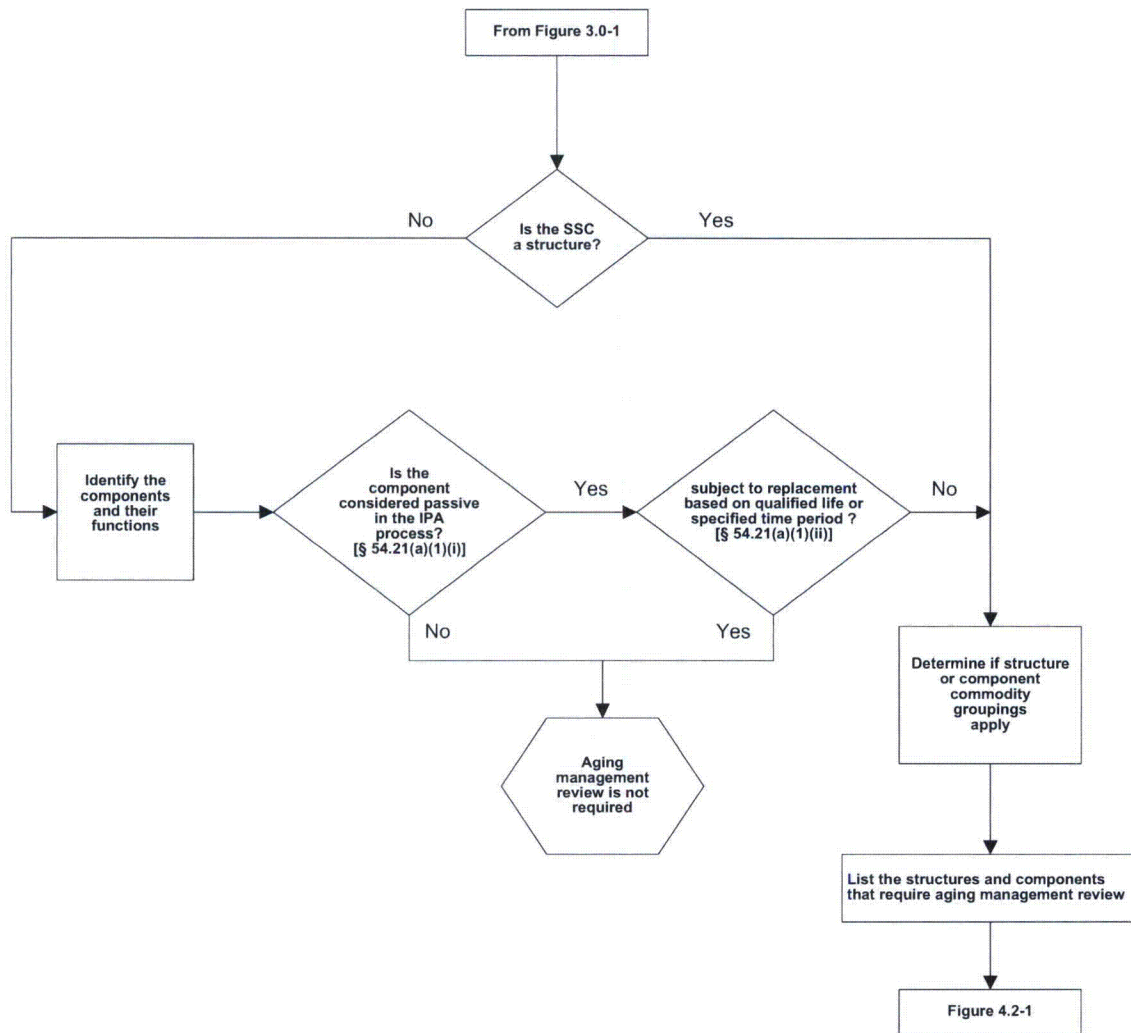 From Figure 3.0-1
No
Yes
Is the SSC
a structure?
Identify the
components
and their
functions
Is the
component
considered passive
in the IPA
process?
[§ 54.21(a)(1)(i)]
Yes
subject to replacement
based on qualified life or
specified time period ?
[§ 54.21(a)(1)(ii)]
No
No
Yes
Determine if structure
or component
commodity
groupings
apply
Aging
management
review is not
required
List the structures and components
that require aging management review
Figure 4.2-1